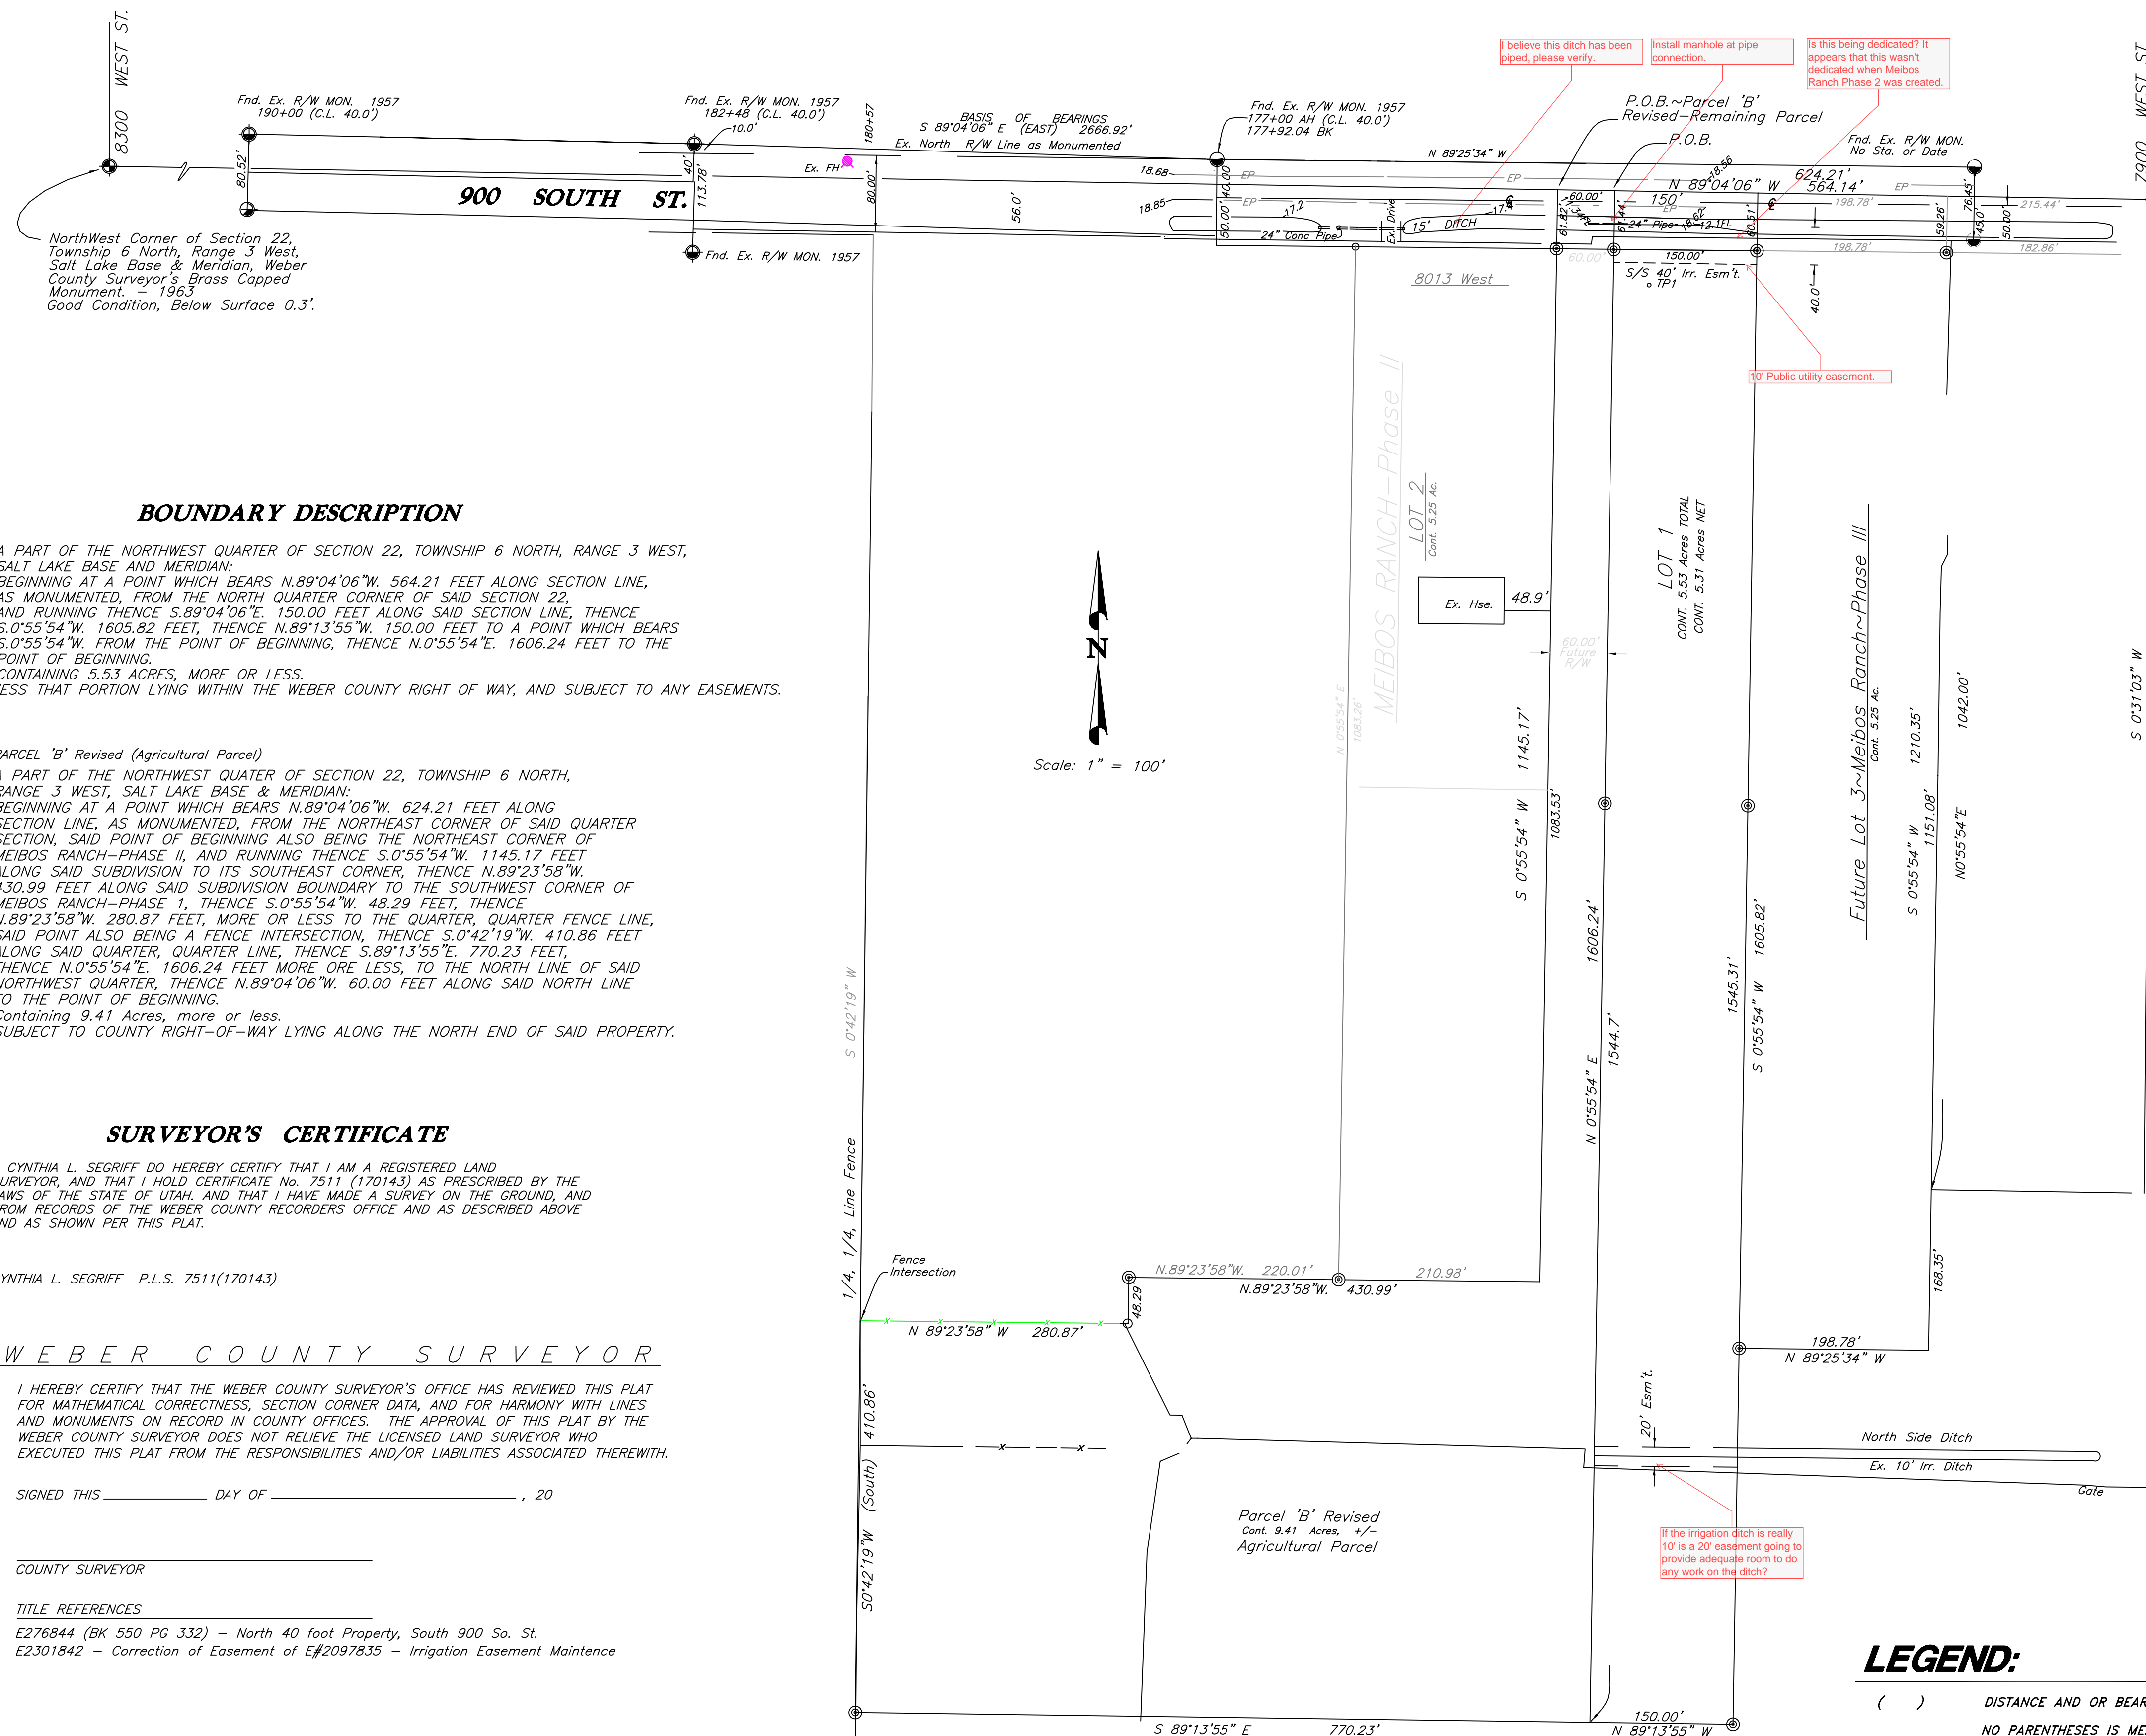 8300 WEST ST.
Fnd. Ex. R/W MON. 1957
190+00 (C.L. 40.0')
Fnd. Ex. R/W MON. 1957
182+48 (C.L. 40.0')
10.0'
180+57
BASIS OF BEARINGS
S 89°04'06" E (EAST) 2666.92'
Ex. North R/W Line as Monumented
Fnd. Ex. R/W MON. 1957
177+00 AH (C.L. 40.0')
177+92.04 BK
I believe this ditch has been
piped, please verify.
Install manhole at pipe
connection.
Is this being dedicated? It
appears that this wasn't
dedicated when Meibos
Ranch Phase 2 was created.
P.O.B.~Parcel 'B'
Revised-Remaining Parcel
P.O.B.
Fnd. Ex. R/W MON.
No Sta. or Date
7900 WEST ST
N 89°25'34" W
624.21'
N 89°04'06" W 564.14'
80.52'
40'
113.78'
Ex. FH
80.00'
900 SOUTH ST.
56.0'
18.68
EP
EP
18.56
EP
40.00
50.00'
18.85
EP
17.2
24" Conc Pipe
Ex. Drive
17.4
15' DITCH
60.00'
61.82'
61.44'
150'
EP
24" Pipe
18.62
12.1FL
60.51'
198.78'
59.26'
76.45'
45.0'
50.00'
215.44'
198.78'
182.86'
60.00'
150.00'
S/S 40' Irr. Esm't.
TP1
40.0'
8013 West
10' Public utility easement.
Fnd. Ex. R/W MON. 1957
NorthWest Corner of Section 22,
Township 6 North, Range 3 West,
Salt Lake Base & Meridian, Weber
County Surveyor's Brass Capped
Monument. - 1963
Good Condition, Below Surface 0.3'.
BOUNDARY DESCRIPTION
A PART OF THE NORTHWEST QUARTER OF SECTION 22, TOWNSHIP 6 NORTH, RANGE 3 WEST,
SALT LAKE BASE AND MERIDIAN:
BEGINNING AT A POINT WHICH BEARS N.89°04'06"W. 564.21 FEET ALONG SECTION LINE,
AS MONUMENTED, FROM THE NORTH QUARTER CORNER OF SAID SECTION 22,
AND RUNNING THENCE S.89°04'06"E. 150.00 FEET ALONG SAID SECTION LINE, THENCE
S.0°55'54"W. 1605.82 FEET, THENCE N.89°13'55"W. 150.00 FEET TO A POINT WHICH BEARS
S.0°55'54"W. FROM THE POINT OF BEGINNING, THENCE N.0°55'54"E. 1606.24 FEET TO THE
POINT OF BEGINNING.
CONTAINING 5.53 ACRES, MORE OR LESS.
ESS THAT PORTION LYING WITHIN THE WEBER COUNTY RIGHT OF WAY, AND SUBJECT TO ANY EASEMENTS.
PARCEL 'B' Revised (Agricultural Parcel)
A PART OF THE NORTHWEST QUATER OF SECTION 22, TOWNSHIP 6 NORTH,
RANGE 3 WEST, SALT LAKE BASE & MERIDIAN:
BEGINNING AT A POINT WHICH BEARS N.89°04'06"W. 624.21 FEET ALONG
SECTION LINE, AS MONUMENTED, FROM THE NORTHEAST CORNER OF SAID QUARTER
SECTION, SAID POINT OF BEGINNING ALSO BEING THE NORTHEAST CORNER OF
MEIBOS RANCH-PHASE II, AND RUNNING THENCE S.0°55'54"W. 1145.17 FEET
ALONG SAID SUBDIVISION TO ITS SOUTHEAST CORNER, THENCE N.89°23'58"W.
430.99 FEET ALONG SAID SUBDIVISION BOUNDARY TO THE SOUTHWEST CORNER OF
MEIBOS RANCH-PHASE 1, THENCE S.0°55'54"W. 48.29 FEET, THENCE
N.89°23'58"W. 280.87 FEET, MORE OR LESS TO THE QUARTER, QUARTER FENCE LINE,
SAID POINT ALSO BEING A FENCE INTERSECTION, THENCE S.0°42'19"W. 410.86 FEET
ALONG SAID QUARTER, QUARTER LINE, THENCE S.89°13'55"E. 770.23 FEET,
THENCE N.0°55'54"E. 1606.24 FEET MORE ORE LESS, TO THE NORTH LINE OF SAID
NORTHWEST QUARTER, THENCE N.89°04'06"W. 60.00 FEET ALONG SAID NORTH LINE
TO THE POINT OF BEGINNING.
Containing 9.41 Acres, more or less.
SUBJECT TO COUNTY RIGHT-OF-WAY LYING ALONG THE NORTH END OF SAID PROPERTY.
SURVEYOR'S CERTIFICATE
CYNTHIA L. SEGRIFF DO HEREBY CERTIFY THAT I AM A REGISTERED LAND
SURVEYOR, AND THAT I HOLD CERTIFICATE No. 7511 (170143) AS PRESCRIBED BY THE
AWS OF THE STATE OF UTAH. AND THAT I HAVE MADE A SURVEY ON THE GROUND, AND
ROM RECORDS OF THE WEBER COUNTY RECORDERS OFFICE AND AS DESCRIBED ABOVE
ND AS SHOWN PER THIS PLAT.
YNTHIA L. SEGRIFF P.L.S. 7511(170143)
WEBER COUNTY SURVEYOR
I HEREBY CERTIFY THAT THE WEBER COUNTY SURVEYOR'S OFFICE HAS REVIEWED THIS PLAT
FOR MATHEMATICAL CORRECTNESS, SECTION CORNER DATA, AND FOR HARMONY WITH LINES
AND MONUMENTS ON RECORD IN COUNTY OFFICES. THE APPROVAL OF THIS PLAT BY THE
WEBER COUNTY SURVEYOR DOES NOT RELIEVE THE LICENSED LAND SURVEYOR WHO
EXECUTED THIS PLAT FROM THE RESPONSIBILITIES AND/OR LIABILITIES ASSOCIATED THEREWITH.
SIGNED THIS ____ DAY OF ____ , 20
COUNTY SURVEYOR
TITLE REFERENCES
E276844 (BK 550 PG 332) - North 40 foot Property, South 900 So. St.
E2301842 - Correction of Easement of E#2097835 - Irrigation Easement Maintence
N
Scale: 1" = 100'
MEIBOS RANCH-Phase II
LOT 2
Cont. 5.25 Ac.
N 0°55'54" E
1083.26'
Ex. Hse.
48.9'
60.00'
Future
R/W
S 0°55'54" W 1145.17'
1083.53'
LOT 1
CONT. 5.53 Acres TOTAL
CONT. 5.31 Acres NET
N 0°55'54" E 1606.24'
1544.7'
1545.31'
S 0°55'54" W 1605.82'
Future Lot 3~Meibos Ranch~Phase III
Cont. 5.25 Ac.
S 0°55'54" W 1210.35'
1151.08'
N0°55'54"E 1042.00'
S 0°31'03" W
168.35'
198.78'
N 89°25'34" W
S 0°42'19" W
1/4, 1/4, Line Fence
Fence
Intersection
N 89°23'58" W 280.87'
48.29'
N.89°23'58"W. 220.01'
210.98'
N.89°23'58"W. 430.99'
S0°42'19"W (South) 410.86'
20' Esm't.
North Side Ditch
Ex. 10' Irr. Ditch
Gate
Parcel 'B' Revised
Cont. 9.41 Acres, +/-
Agricultural Parcel
If the irrigation ditch is really
10' is a 20' easement going to
provide adequate room to do
any work on the ditch?
S 89°13'55" E 770.23'
150.00'
N 89°13'55" W
LEGEND:
( ) DISTANCE AND OR BEAR
NO PARENTHESES IS ME